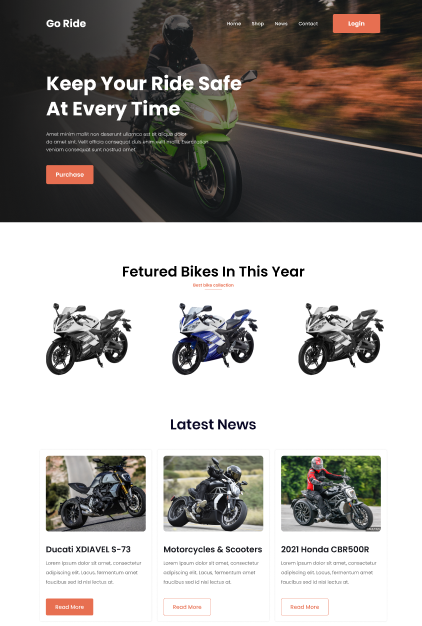 Go Ride
Home Shop News Contact Login
Keep Your Ride Safe
At Every Time
Amet minim mollit non deserunt ullamco est sit aliqua dolor
do amet sint. Velit officia consequat duis enim velit mollit. Exercitation
veniam consequat sunt nostrud amet.
Purchase
Fetured Bikes In This Year
Best bike collection
Latest News
Ducati XDIAVEL S-73
Lorem ipsum dolor sit amet, consectetur
adipiscing elit. Lacus, fermentum amet
faucibus sed id nisi lectus at.
Read More
Motorcycles & Scooters
Lorem ipsum dolor sit amet, consectetur
adipiscing elit. Lacus, fermentum amet
faucibus sed id nisi lectus at.
Read More
2021 Honda CBR500R
Lorem ipsum dolor sit amet, consectetur
adipiscing elit. Lacus, fermentum amet
faucibus sed id nisi lectus at.
Read More